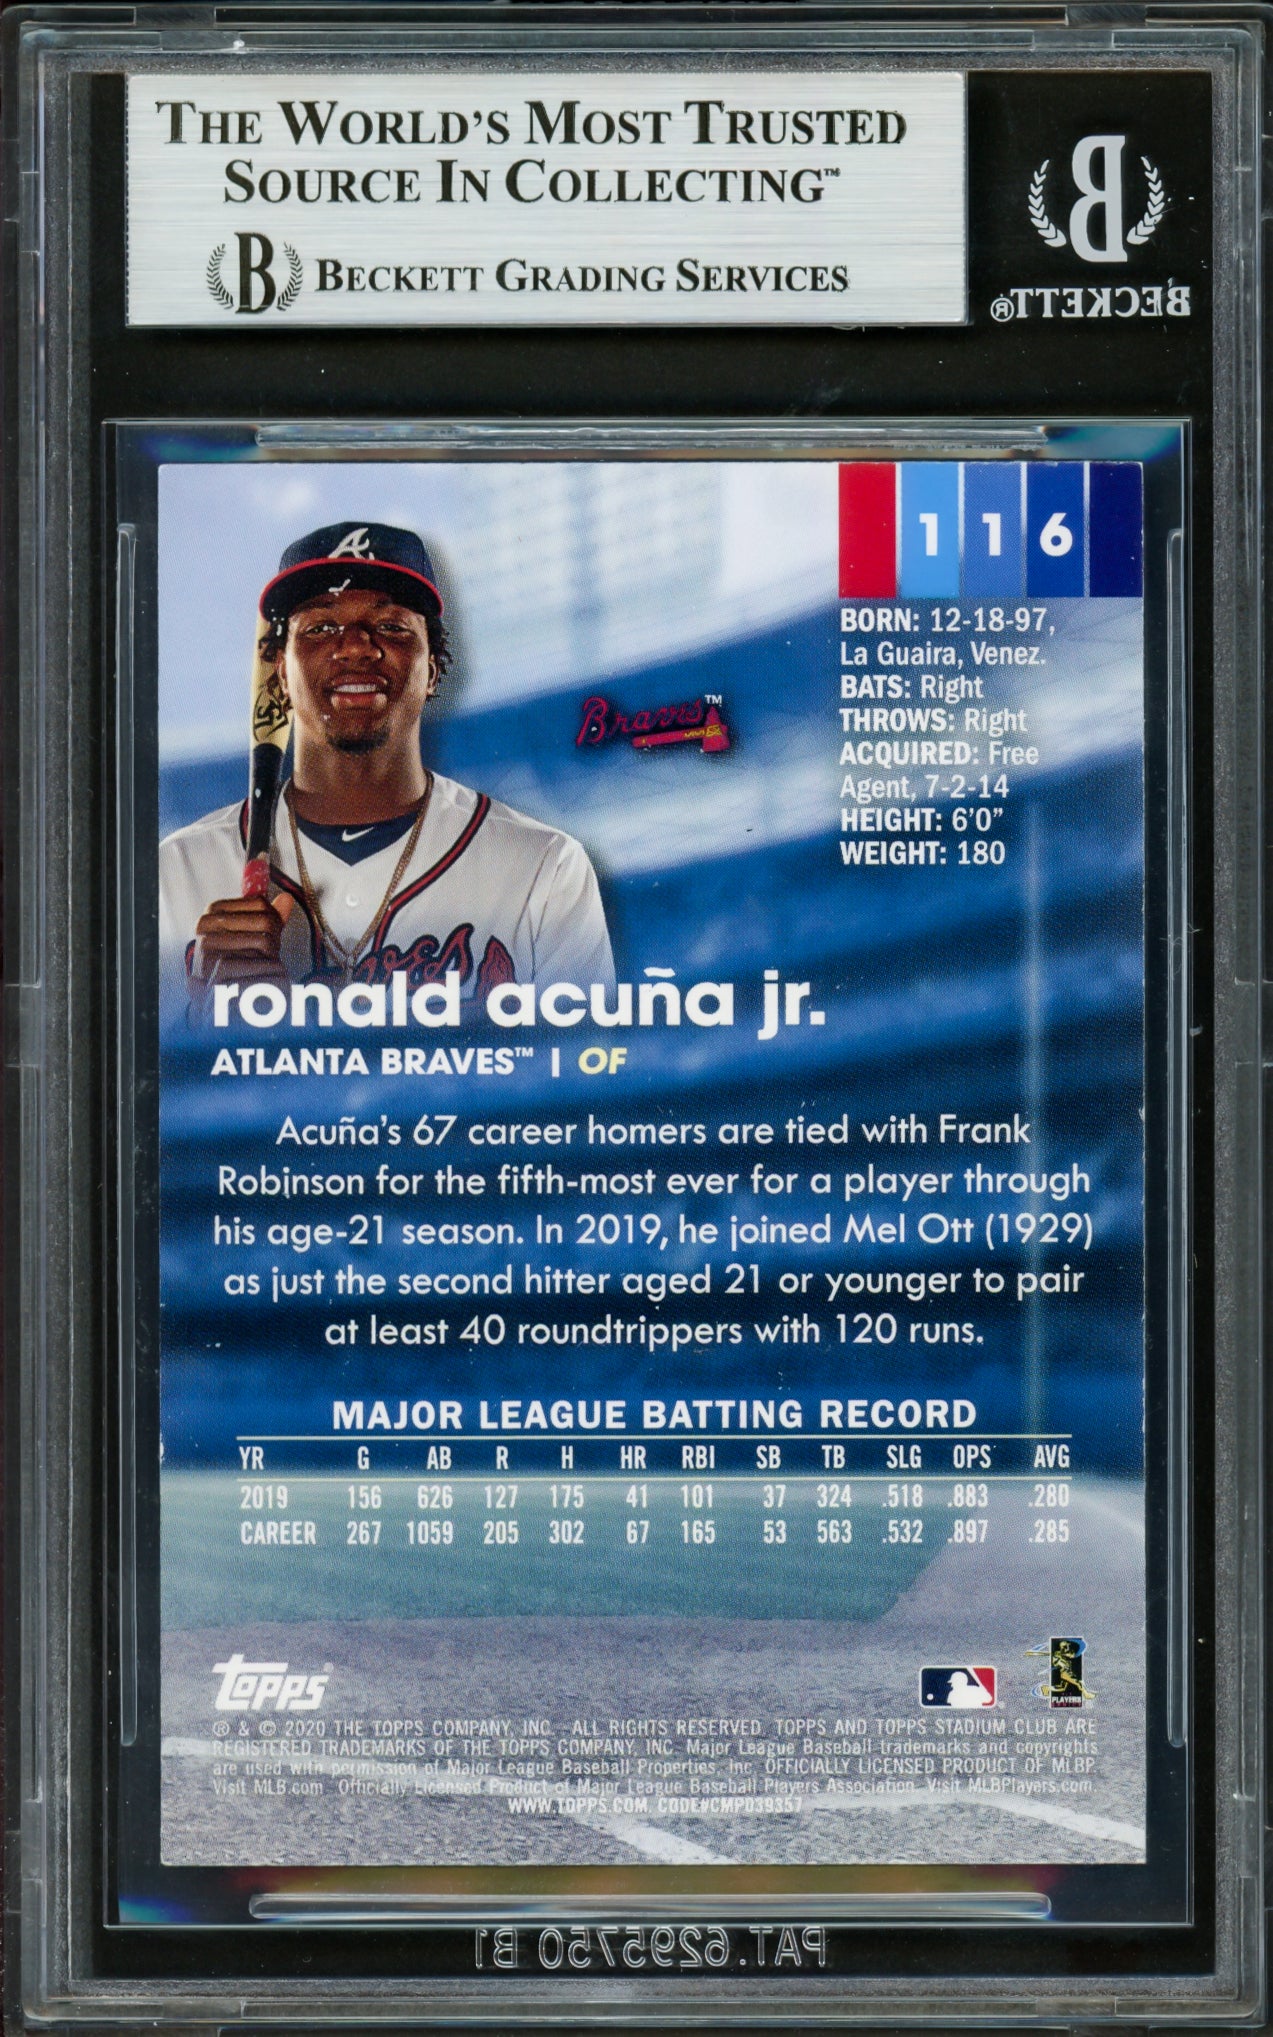 THE WORLD'S MOST TRUSTED
SOURCE IN COLLECTING™
B BECKETT GRADING SERVICES
B
BECKETT®
116
BORN: 12-18-97,
La Guaira, Venez.
BATS: Right
THROWS: Right
ACQUIRED: Free
Agent, 7-2-14
HEIGHT: 6'0"
WEIGHT: 180
A
Braves™
ronald acuña jr.
ATLANTA BRAVES™ | OF
Acuña's 67 career homers are tied with Frank
Robinson for the fifth-most ever for a player through
his age-21 season. In 2019, he joined Mel Ott (1929)
as just the second hitter aged 21 or younger to pair
at least 40 roundtrippers with 120 runs.
MAJOR LEAGUE BATTING RECORD
YR G AB R H HR RBI SB TB SLG OPS AVG
2019 156 626 127 175 41 101 37 324 .518 .883 .280
CAREER 267 1059 205 302 67 165 53 563 .532 .897 .285
topps®
PLAYERS
® & © 2020 THE TOPPS COMPANY, INC. ALL RIGHTS RESERVED. TOPPS AND TOPPS STADIUM CLUB ARE
REGISTERED TRADEMARKS OF THE TOPPS COMPANY, INC. Major League Baseball trademarks and copyrights
are used with permission of Major League Baseball Properties, Inc. OFFICIALLY LICENSED PRODUCT OF MLBP.
Visit MLB.com. Officially Licensed Product of Major League Baseball Players Association. Visit MLBPlayers.com.
WWW.TOPPS.COM. CODE#CMP039357
PAT.6295750 B1